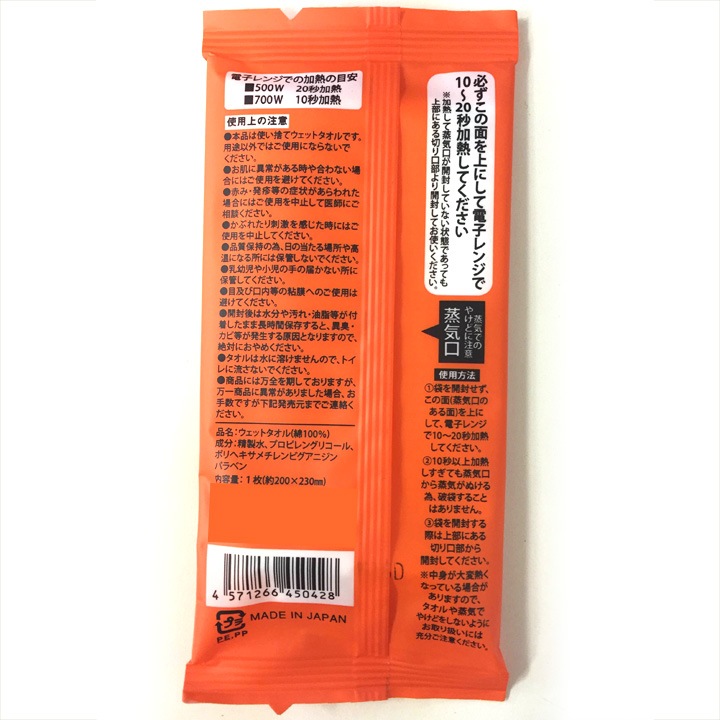 電子レンジでの加熱の目安
■500W 20秒加熱
■700W 10秒加熱
使用上の注意
●本品は使い捨てウェットタオルです。
用途以外ではご使用にならないで
ください。
●お肌に異常がある時や合わない場
合にはご使用を避けてください。
●赤み・発疹等の症状があらわれた
場合にはご使用を中止して医師にご
相談ください。
●かぶれたり刺激を感じた時にはご
使用を中止してください。
●品質保持の為、日の当たる場所や高
温になる所には保管しないでください。
●乳幼児や小児の手の届かない所に
保管してください。
●目及び口内等の粘膜へのご使用は
避けてください。
●開封後は水分や汚れ・油脂等が付
着したまま長時間保存すると、異臭・
カビ等が発生する原因となりますので、
絶対におやめください。
●タオルは水に溶けませんので、トイ
レに流さないでください。
●商品には万全を期しておりますが、
万一商品に異常がありました場合、お
手数ですが下記発売元までご連絡く
ださい。
品名:ウェットタオル(綿100%)
成分:精製水、プロピレングリコール、
ポリヘキサメチレンビグアニジン
パラベン
内容量:1枚(約200×230mm)
4 571266 450428
プラ
P.E.PP
MADE IN JAPAN
必ずこの面を上にして電子レンジで
10〜20秒加熱してください
※加熱して蒸気口が開封していない状態であっても
上部にある切り口部より開封してお使いください。
蒸気での
やけどに注意
蒸気口
使用方法
①袋を開封せず、
この面(蒸気口の
ある面)を上に
して、電子レンジ
で10〜20秒加熱
してください。
②10秒以上加熱
しすぎても蒸気口
から蒸気がぬける
為、破袋すること
はありません。
③袋を開封する
際は上部にある
切り口部から
開封してください。
※中身が大変熱く
なっている場合が
ありますので、
タオルや蒸気で
やけどをしないように
お取り扱いには
充分ご注意ください。